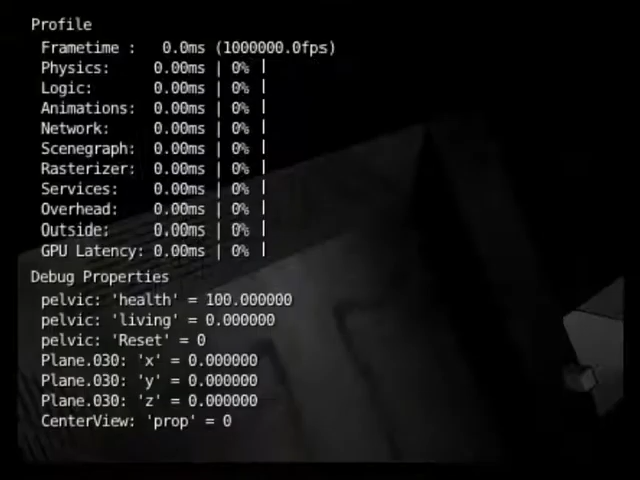 Profile
Frametime :   0.0ms (1000000.0fps)
Physics:     0.00ms | 0% |
Logic:       0.00ms | 0% |
Animations:  0.00ms | 0% |
Network:     0.00ms | 0% |
Scenegraph:  0.00ms | 0% |
Rasterizer:  0.00ms | 0% |
Services:    0.00ms | 0% |
Overhead:    0.00ms | 0% |
Outside:     0.00ms | 0% |
GPU Latency: 0.00ms | 0% |
Debug Properties
pelvic: 'health' = 100.000000
pelvic: 'living' = 0.000000
pelvic: 'Reset' = 0
Plane.030: 'x' = 0.000000
Plane.030: 'y' = 0.000000
Plane.030: 'z' = 0.000000
CenterView: 'prop' = 0